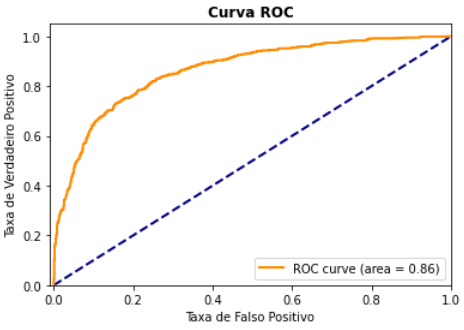 Curva ROC
Taxa de Verdadeiro Positivo
1.0
0.8
0.6
0.4
0.2
0.0
ROC curve (area = 0.86)
0.0 0.2 0.4 0.6 0.8 1.0
Taxa de Falso Positivo